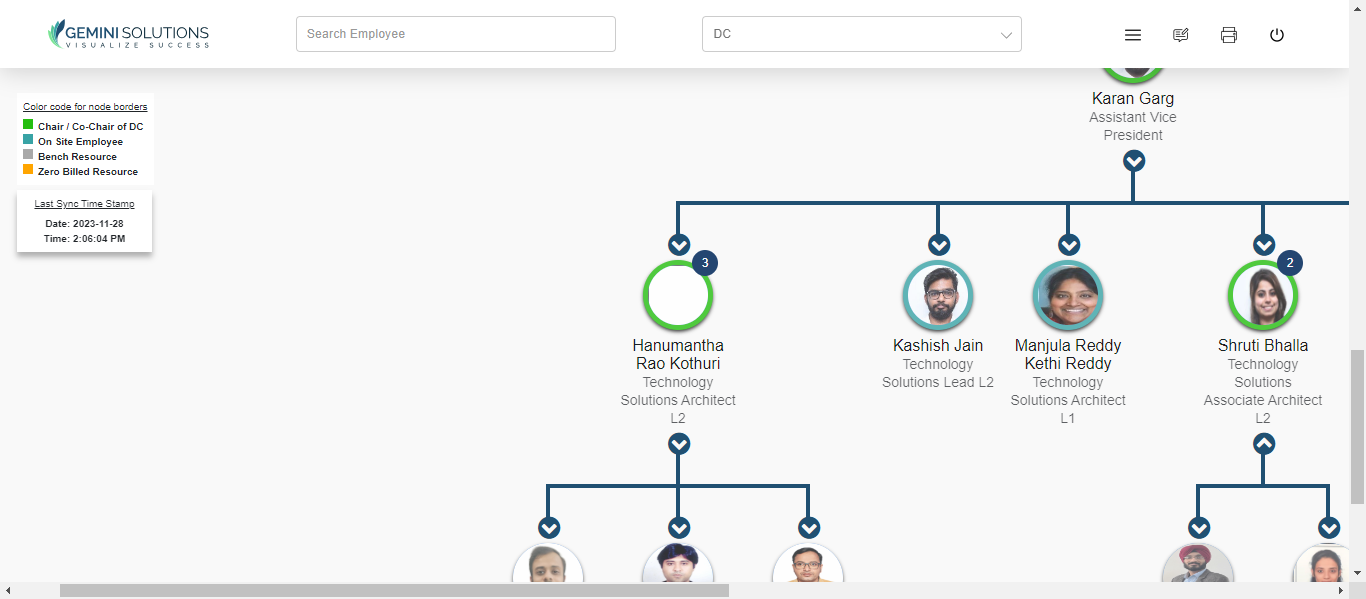 GEMINI SOLUTIONS
VISUALIZE SUCCESS
Search Employee
DC
Color code for node borders
Chair / Co-Chair of DC
On Site Employee
Bench Resource
Zero Billed Resource
Last Sync Time Stamp
Date: 2023-11-28
Time: 2:06:04 PM
Karan Garg
Assistant Vice
President
3
Hanumantha
Rao Kothuri
Technology
Solutions Architect
L2
Kashish Jain
Technology
Solutions Lead L2
Manjula Reddy
Kethi Reddy
Technology
Solutions Architect
L1
2
Shruti Bhalla
Technology
Solutions
Associate Architect
L2